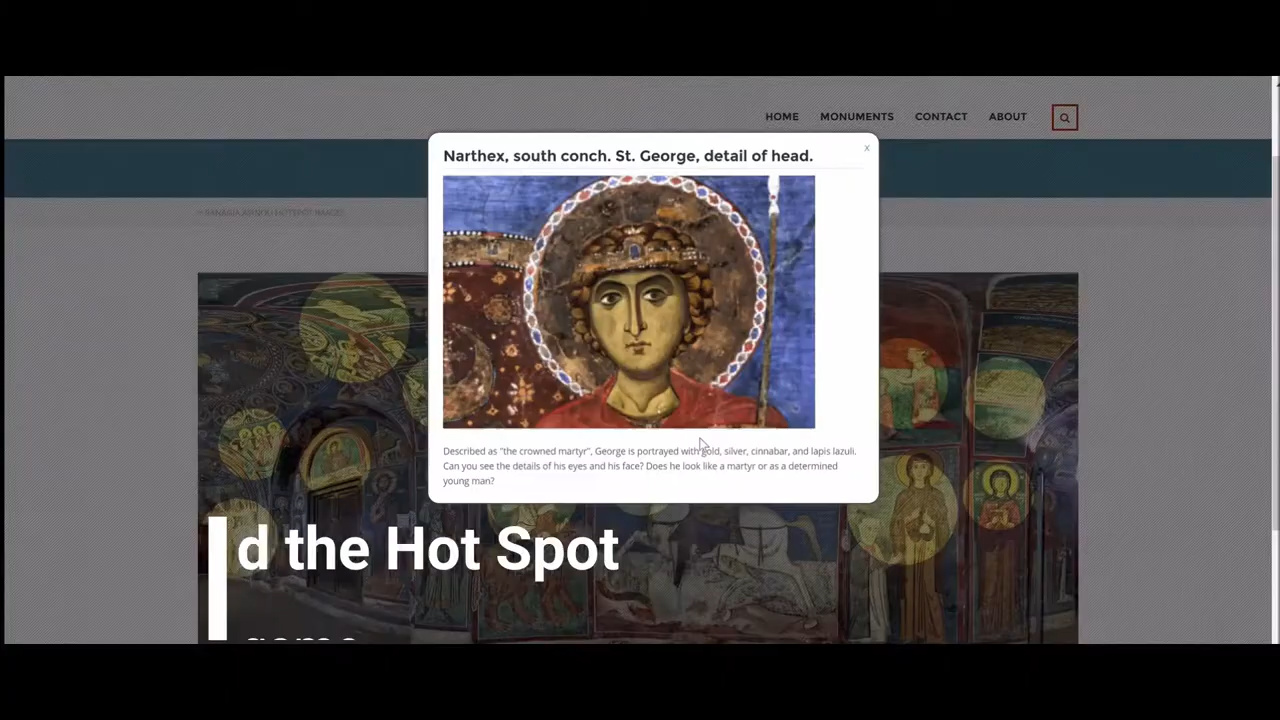 HOME MONUMENTS CONTACT ABOUT
x
Narthex, south conch. St. George, detail of head.
Described as "the crowned martyr", George is portrayed with gold, silver, cinnabar, and lapis lazuli.
Can you see the details of his eyes and his face? Does he look like a martyr or as a determined
young man?
d the Hot Spot